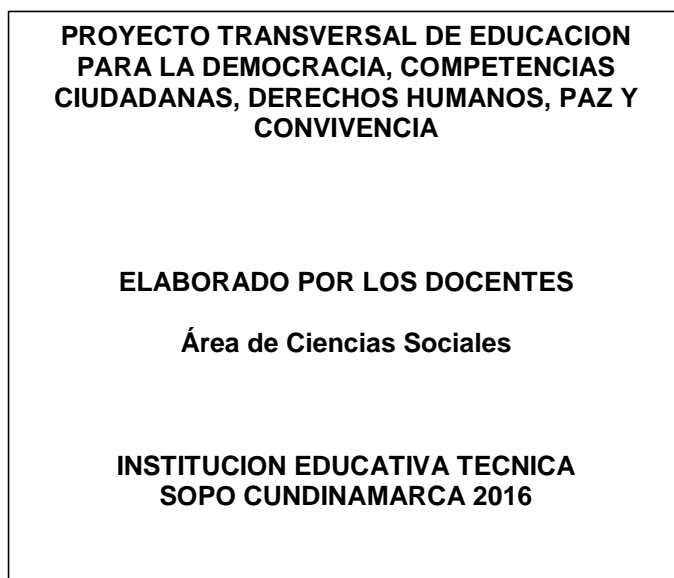 PROYECTO TRANSVERSAL DE EDUCACION
PARA LA DEMOCRACIA, COMPETENCIAS
CIUDADANAS, DERECHOS HUMANOS, PAZ Y
CONVIVENCIA
ELABORADO POR LOS DOCENTES
Área de Ciencias Sociales
INSTITUCION EDUCATIVA TECNICA
SOPO CUNDINAMARCA 2016